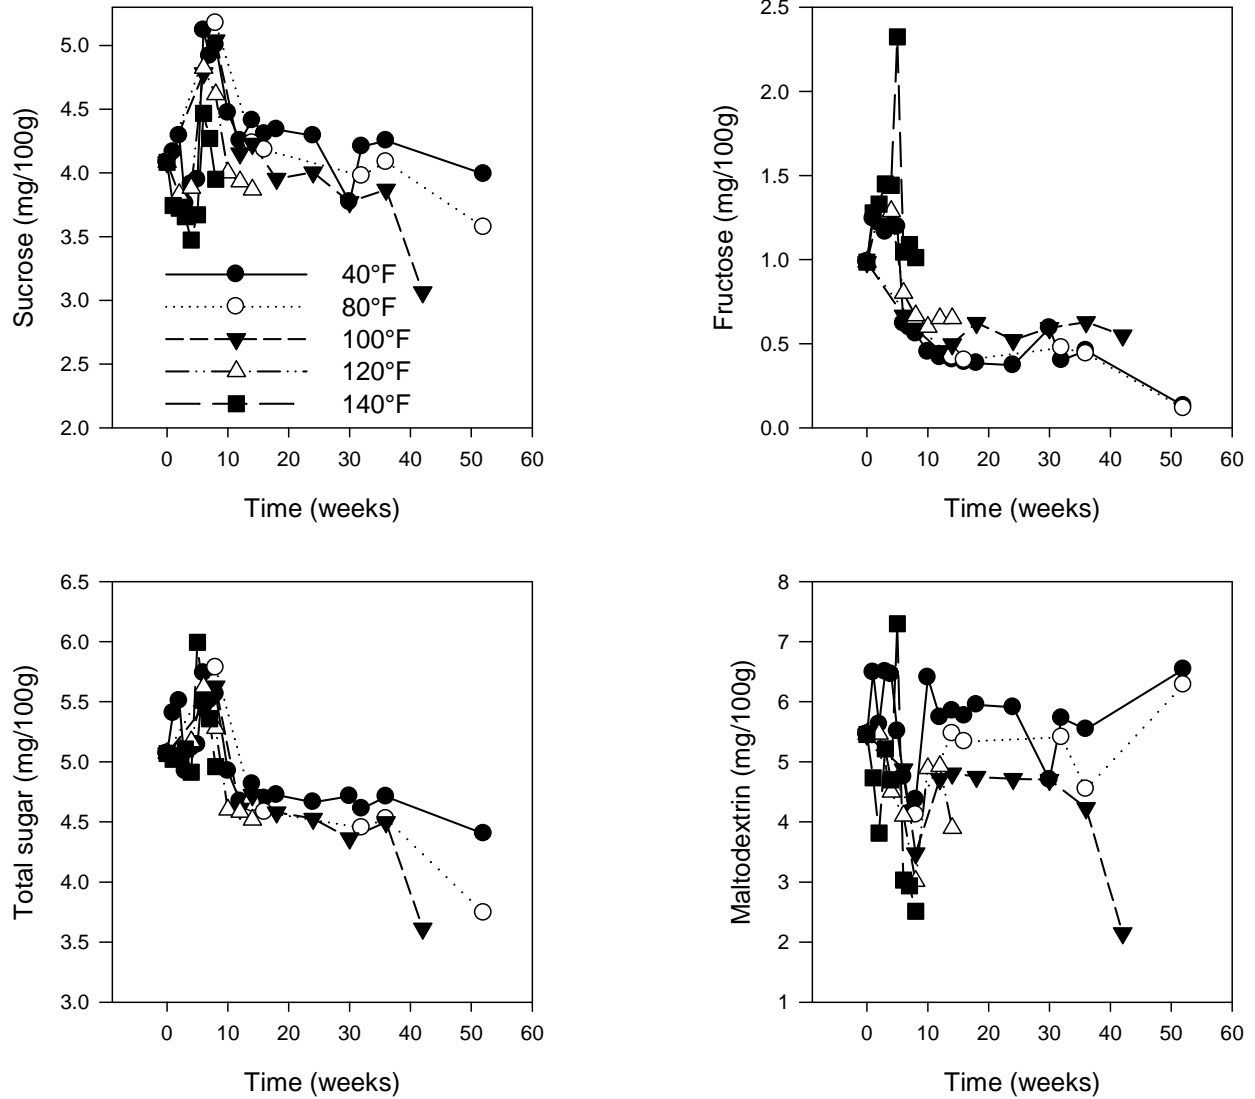 5.0
4.5
4.0
3.5
3.0
2.5
2.0
Sucrose (mg/100g)
40°F
80°F
100°F
120°F
140°F
0 10 20 30 40 50 60
Time (weeks)
2.5
2.0
1.5
1.0
0.5
0.0
Fructose (mg/100g)
0 10 20 30 40 50 60
Time (weeks)
6.5
6.0
5.5
5.0
4.5
4.0
3.5
3.0
Total sugar (mg/100g)
0 10 20 30 40 50 60
Time (weeks)
8
7
6
5
4
3
2
1
Maltodextrin (mg/100g)
0 10 20 30 40 50 60
Time (weeks)